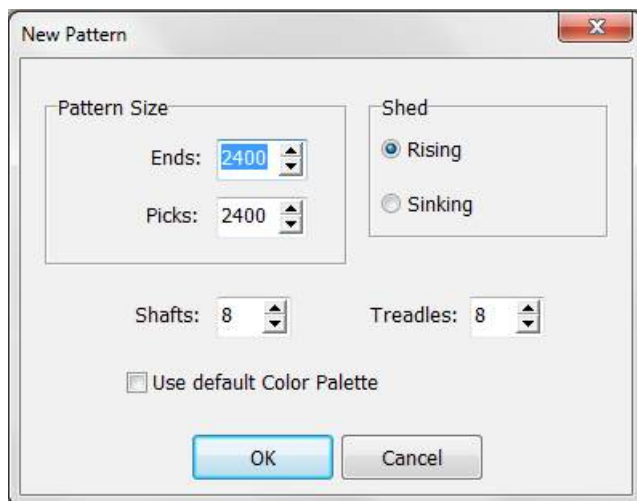 New Pattern
Pattern Size
Ends: 2400
Picks: 2400
Shed
Rising
Sinking
Shafts: 8
Treadles: 8
Use default Color Palette
OK
Cancel